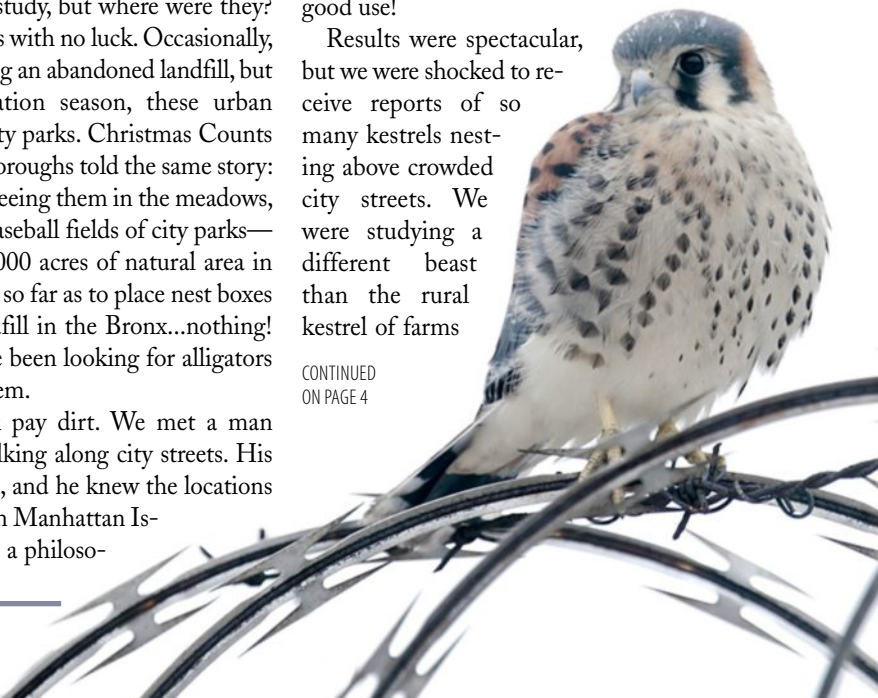 study, but where were they?
s with no luck. Occasionally,
g an abandoned landfill, but
ation season, these urban
ty parks. Christmas Counts
oroughs told the same story:
eeing them in the meadows,
aseball fields of city parks—
000 acres of natural area in
so far as to place nest boxes
fill in the Bronx...nothing!
e been looking for alligators
em.
pay dirt. We met a man
lking along city streets. His
, and he knew the locations
n Manhattan Is-
a philoso-
good use!
Results were spectacular,
but we were shocked to re-
ceive reports of so
many kestrels nest-
ing above crowded
city streets. We
were studying a
different beast
than the rural
kestrel of farms
CONTINUED
ON PAGE 4